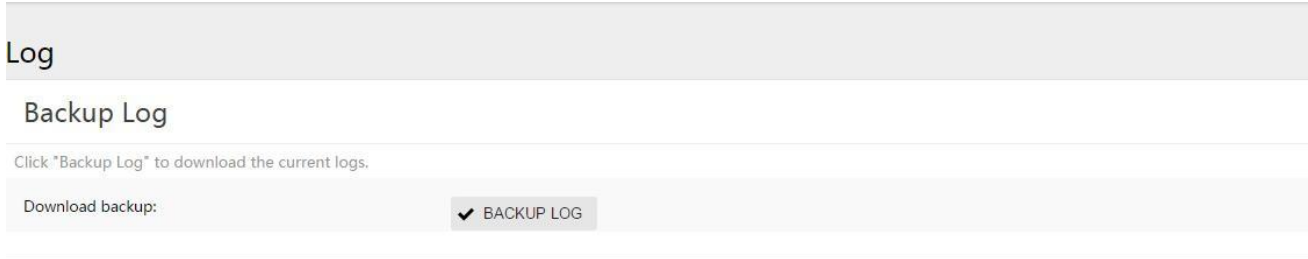 Log
Backup Log
Click "Backup Log" to download the current logs.
Download backup:
BACKUP LOG